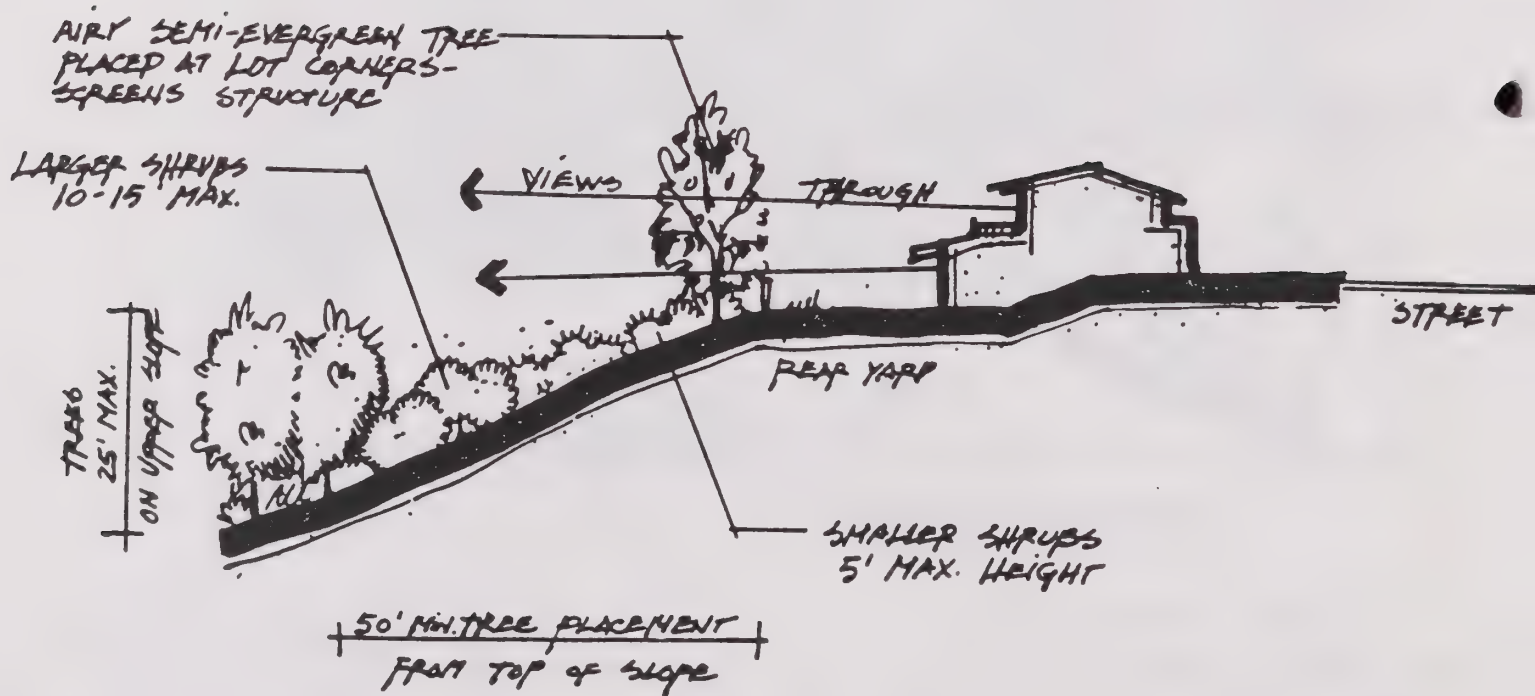 AIRY SEMI-EVERGREEN TREE
PLACED AT LOT CORNERS-
SCREENS STRUCTURE
LARGER SHRUBS
10-15' MAX.
VIEWS THROUGH
STREET
REAR YARD
TREES
25' MAX.
ON UPPER SLOPE
SMALLER SHRUBS
5' MAX. HEIGHT
50' MIN. TREE PLACEMENT
FROM TOP OF SLOPE